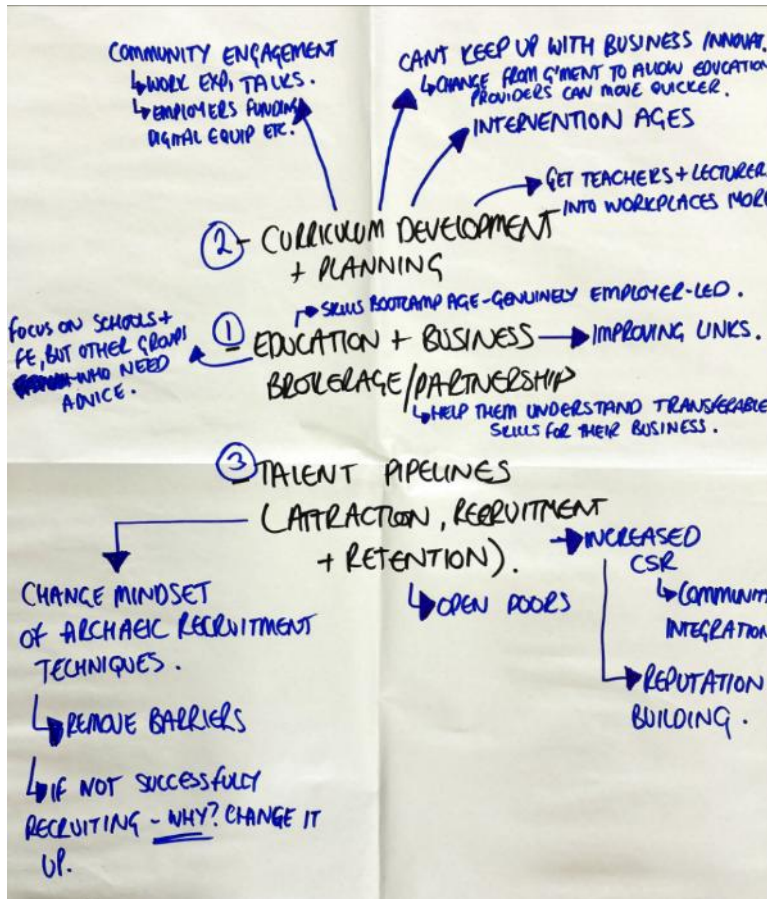 COMMUNITY ENGAGEMENT
WORK EXP, TALKS.
EMPLOYERS FUNDING
DIGITAL EQUIP ETC.
CANT KEEP UP WITH BUSINESS INNOVAT.
CHANGE FROM G'MENT TO ALLOW EDUCATION
PROVIDERS CAN MOVE QUICKER.
INTERVENTION AGES
GET TEACHERS + LECTURER
INTO WORKPLACES MORE
2 - CURRICULUM DEVELOPMENT
+ PLANNING
SKILLS BOOTCAMP AGE - GENUINELY EMPLOYER-LED.
FOCUS ON SCHOOLS +
FE, BUT OTHER GROUPS
WHO NEED
ADVICE.
1 - EDUCATION + BUSINESS
BROKERAGE/PARTNERSHIP
IMPROVING LINKS.
HELP THEM UNDERSTAND TRANSFERABLE
SKILLS FOR THEIR BUSINESS.
3 - TALENT PIPELINES
(ATTRACTION, RECRUITMENT
+ RETENTION).
CHANGE MINDSET
OF ARCHAEIC RECRUITMENT
TECHNIQUES.
REMOVE BARRIERS
IF NOT SUCCESSFULLY
RECRUITING - WHY? CHANGE IT
UP.
OPEN DOORS
INCREASED
CSR
COMMUNIT
INTEGRATION
REPUTATION
BUILDING.